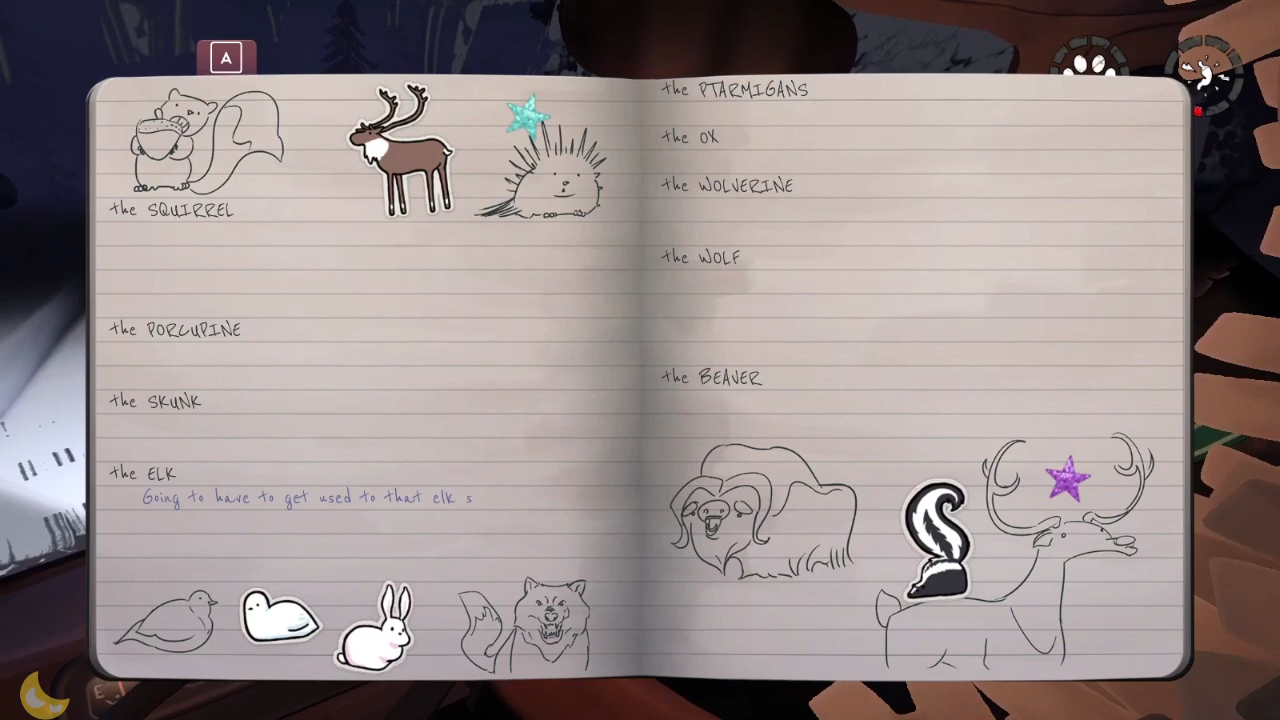 A
the SQUIRREL
the PORCUPINE
the SKUNK
the ELK
Going to have to get used to that elk s
the PTARMIGANS
the OX
the WOLVERINE
the WOLF
the BEAVER
E